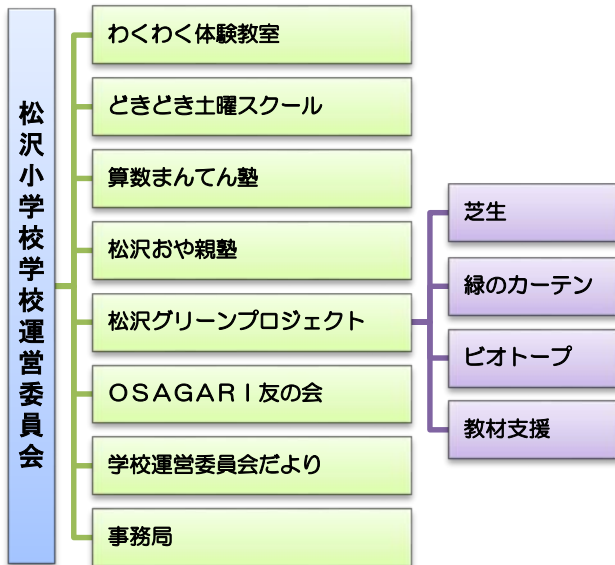 松沢小学校学校運営委員会
わくわく体験教室
どきどき土曜スクール
算数まんてん塾
松沢おや親塾
松沢グリーンプロジェクト
芝生
緑のカーテン
ビオトープ
教材支援
ＯＳＡＧＡＲＩ友の会
学校運営委員会だより
事務局